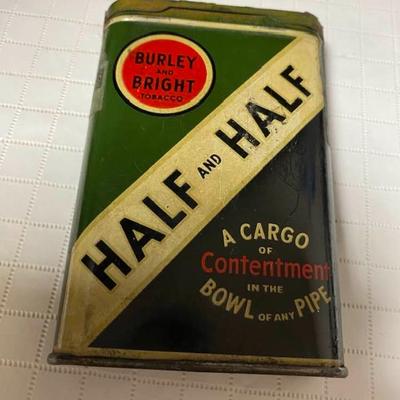 BURLEY
AND
BRIGHT
TOBACCO
HALF AND HALF
A CARGO
OF
Contentment
IN THE
BOWL OF ANY PIPE